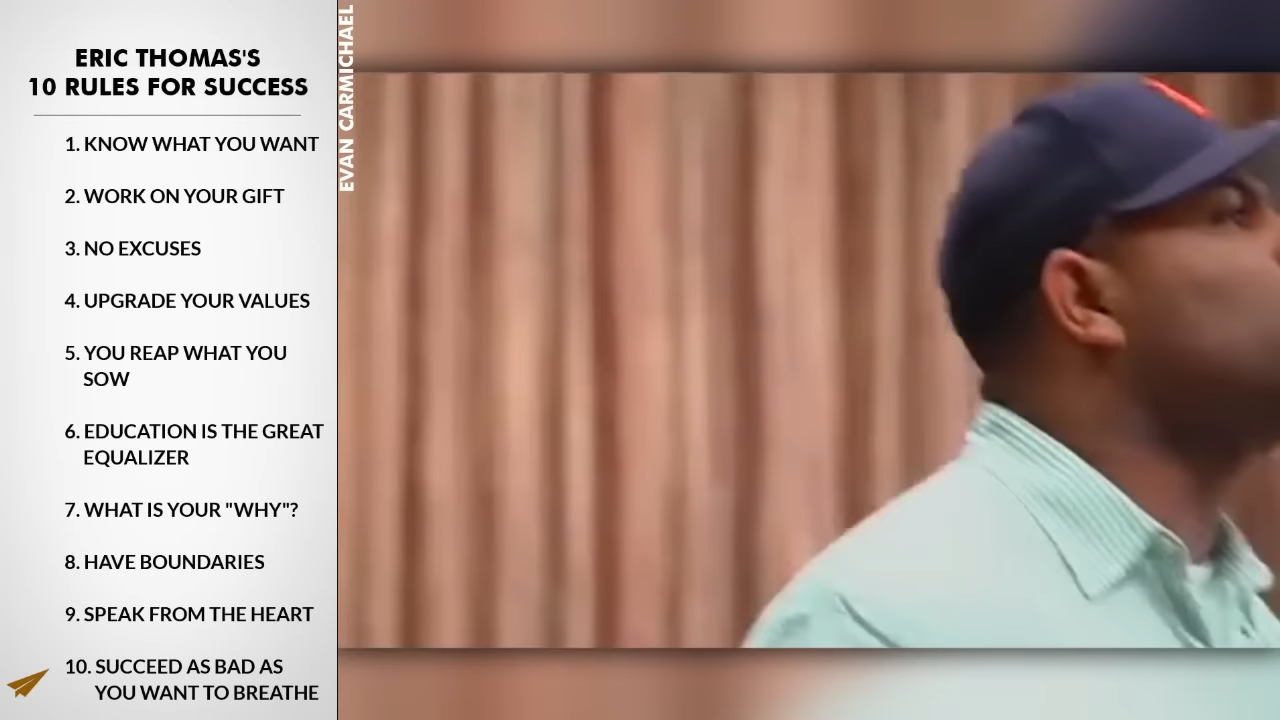 ERIC THOMAS'S
10 RULES FOR SUCCESS
1. KNOW WHAT YOU WANT
2. WORK ON YOUR GIFT
3. NO EXCUSES
4. UPGRADE YOUR VALUES
5. YOU REAP WHAT YOU
SOW
6. EDUCATION IS THE GREAT
EQUALIZER
7. WHAT IS YOUR "WHY"?
8. HAVE BOUNDARIES
9. SPEAK FROM THE HEART
10. SUCCEED AS BAD AS
YOU WANT TO BREATHE
EVAN CARMICHAEL